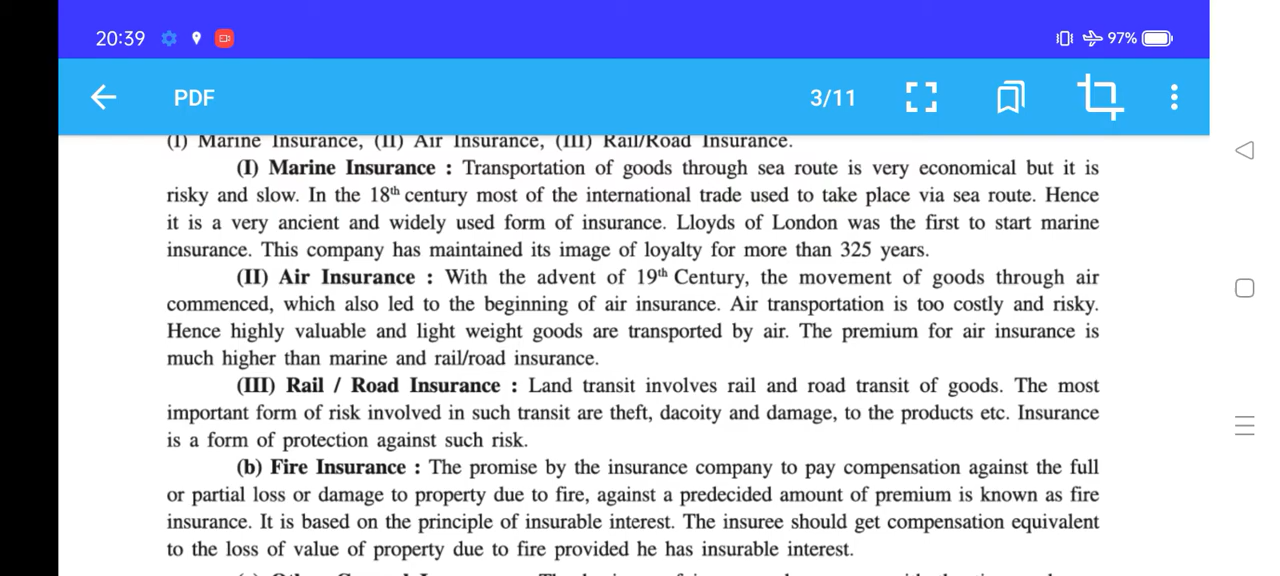 20:39
97%
PDF
3/11
(I) Marine Insurance, (II) Air Insurance, (III) Rail/Road Insurance.
(I) Marine Insurance : Transportation of goods through sea route is very economical but it is
risky and slow. In the 18th century most of the international trade used to take place via sea route. Hence
it is a very ancient and widely used form of insurance. Lloyds of London was the first to start marine
insurance. This company has maintained its image of loyalty for more than 325 years.
(II) Air Insurance : With the advent of 19th Century, the movement of goods through air
commenced, which also led to the beginning of air insurance. Air transportation is too costly and risky.
Hence highly valuable and light weight goods are transported by air. The premium for air insurance is
much higher than marine and rail/road insurance.
(III) Rail / Road Insurance : Land transit involves rail and road transit of goods. The most
important form of risk involved in such transit are theft, dacoity and damage, to the products etc. Insurance
is a form of protection against such risk.
(b) Fire Insurance : The promise by the insurance company to pay compensation against the full
or partial loss or damage to property due to fire, against a predecided amount of premium is known as fire
insurance. It is based on the principle of insurable interest. The insuree should get compensation equivalent
to the loss of value of property due to fire provided he has insurable interest.